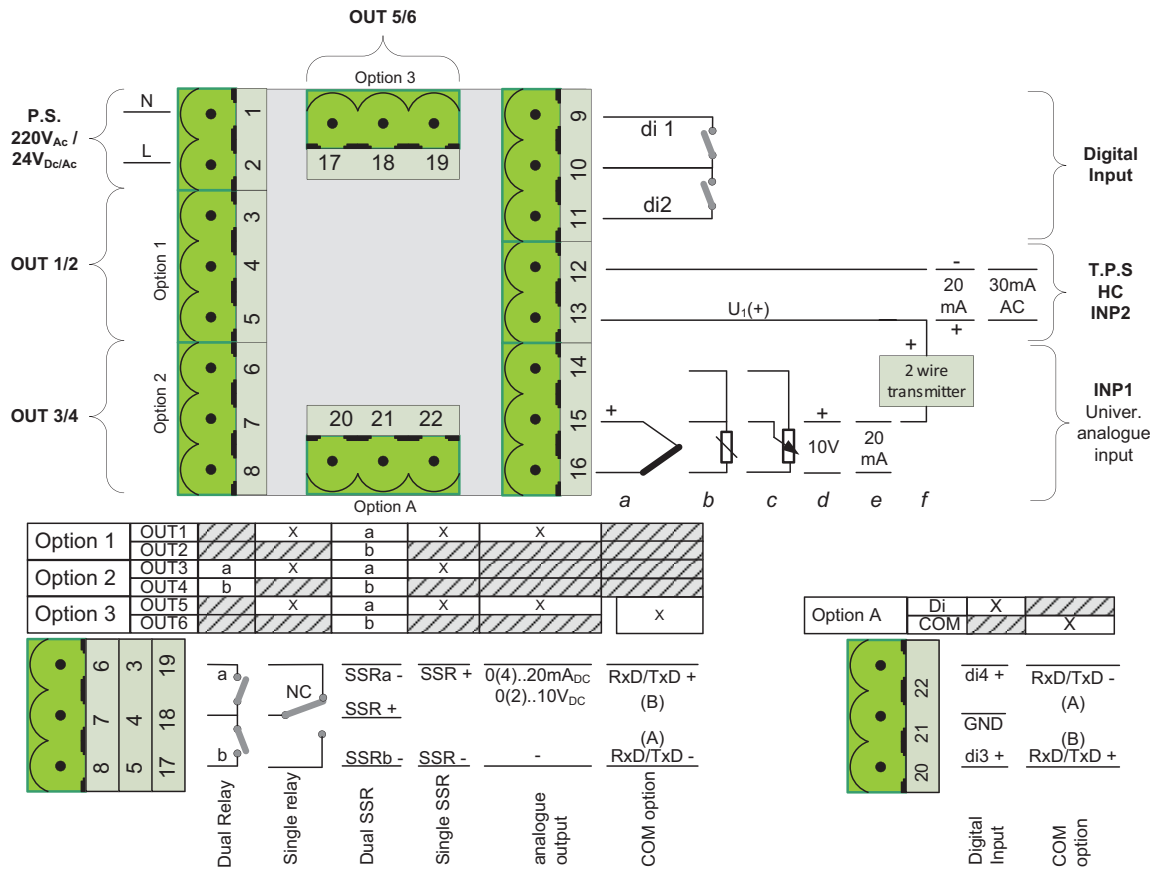 OUT 5/6
Option 3
P.S.
220VAc /
24VDc/Ac
N
L
1
2
3
4
5
6
7
8
OUT 1/2
Option 1
OUT 3/4
Option 2
17 18 19
20 21 22
Option A
9
10
11
12
13
14
15
16
di 1
di2
Digital
Input
- 
20
mA
+
30mA
AC
U1(+)
T.P.S
HC
INP2
+
2 wire
transmitter
INP1
Univer.
analogue
input
+
+
10V
20
mA
a b c d e f
Option 1 OUT1 X a X X
OUT2 b
Option 2 OUT3 a X a X
OUT4 b b
Option 3 OUT5 X a X X X
OUT6 b
Option A Di X
COM X
6 3 19
7 4 18
8 5 17
a
b
NC
SSRa -
SSR +
SSRb -
SSR +
SSR -
0(4)..20mADC
0(2)..10VDC
-
RxD/TxD +
(B)
(A)
RxD/TxD -
Dual Relay
Single relay
Dual SSR
Single SSR
analogue
output
COM option
22
21
20
di4 +
GND
di3 +
RxD/TxD -
(A)
(B)
RxD/TxD +
Digital
Input
COM
option